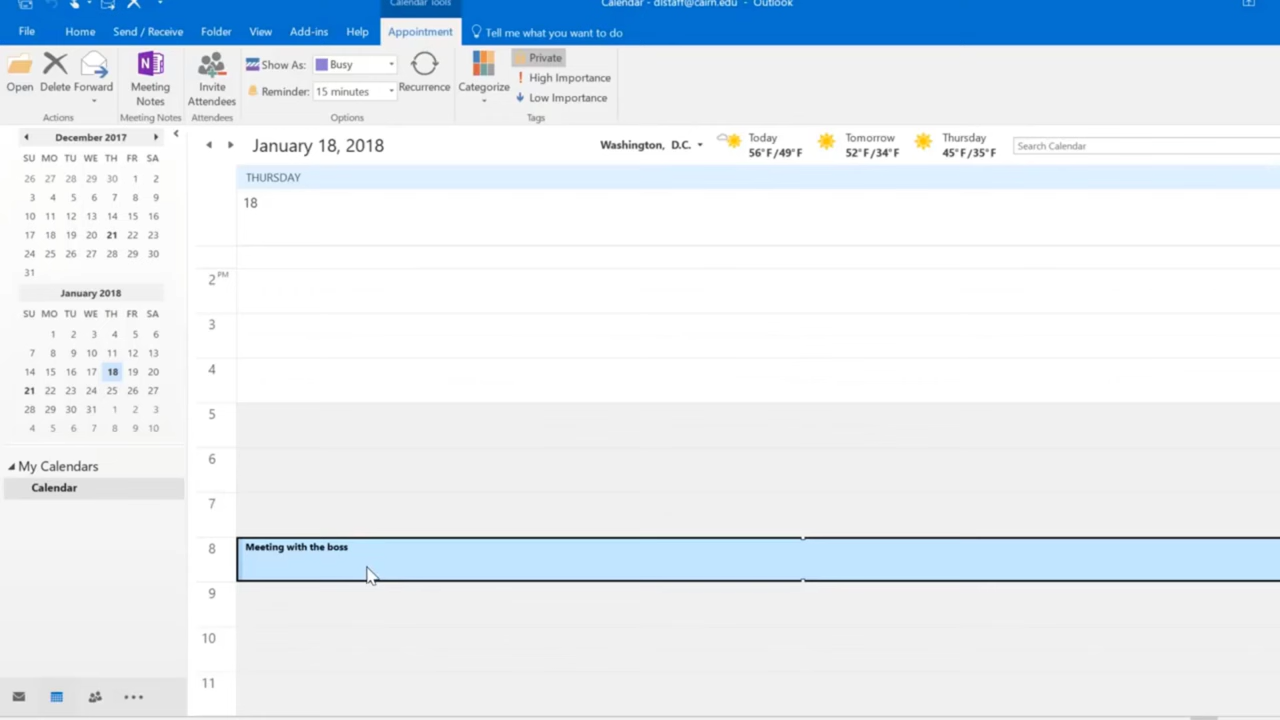 Calendar Tools
Calendar - dlstaff@cairn.edu - Outlook
File Home Send / Receive Folder View Add-ins Help Appointment Tell me what you want to do
Open Delete Forward
Meeting Notes
Invite Attendees
Show As: Busy
Reminder: 15 minutes
Recurrence
Categorize
Private
High Importance
Low Importance
Actions Meeting Notes Attendees Options Tags
December 2017
SU MO TU WE TH FR SA
26 27 28 29 30 1 2
3 4 5 6 7 8 9
10 11 12 13 14 15 16
17 18 19 20 21 22 23
24 25 26 27 28 29 30
31
January 2018
SU MO TU WE TH FR SA
1 2 3 4 5 6
7 8 9 10 11 12 13
14 15 16 17 18 19 20
21 22 23 24 25 26 27
28 29 30 31 1 2 3
4 5 6 7 8 9 10
My Calendars
Calendar
January 18, 2018
Washington, D.C.
Today
56°F/49°F
Tomorrow
52°F/34°F
Thursday
45°F/35°F
Search Calendar
THURSDAY
18
2 PM
3
4
5
6
7
8 Meeting with the boss
9
10
11